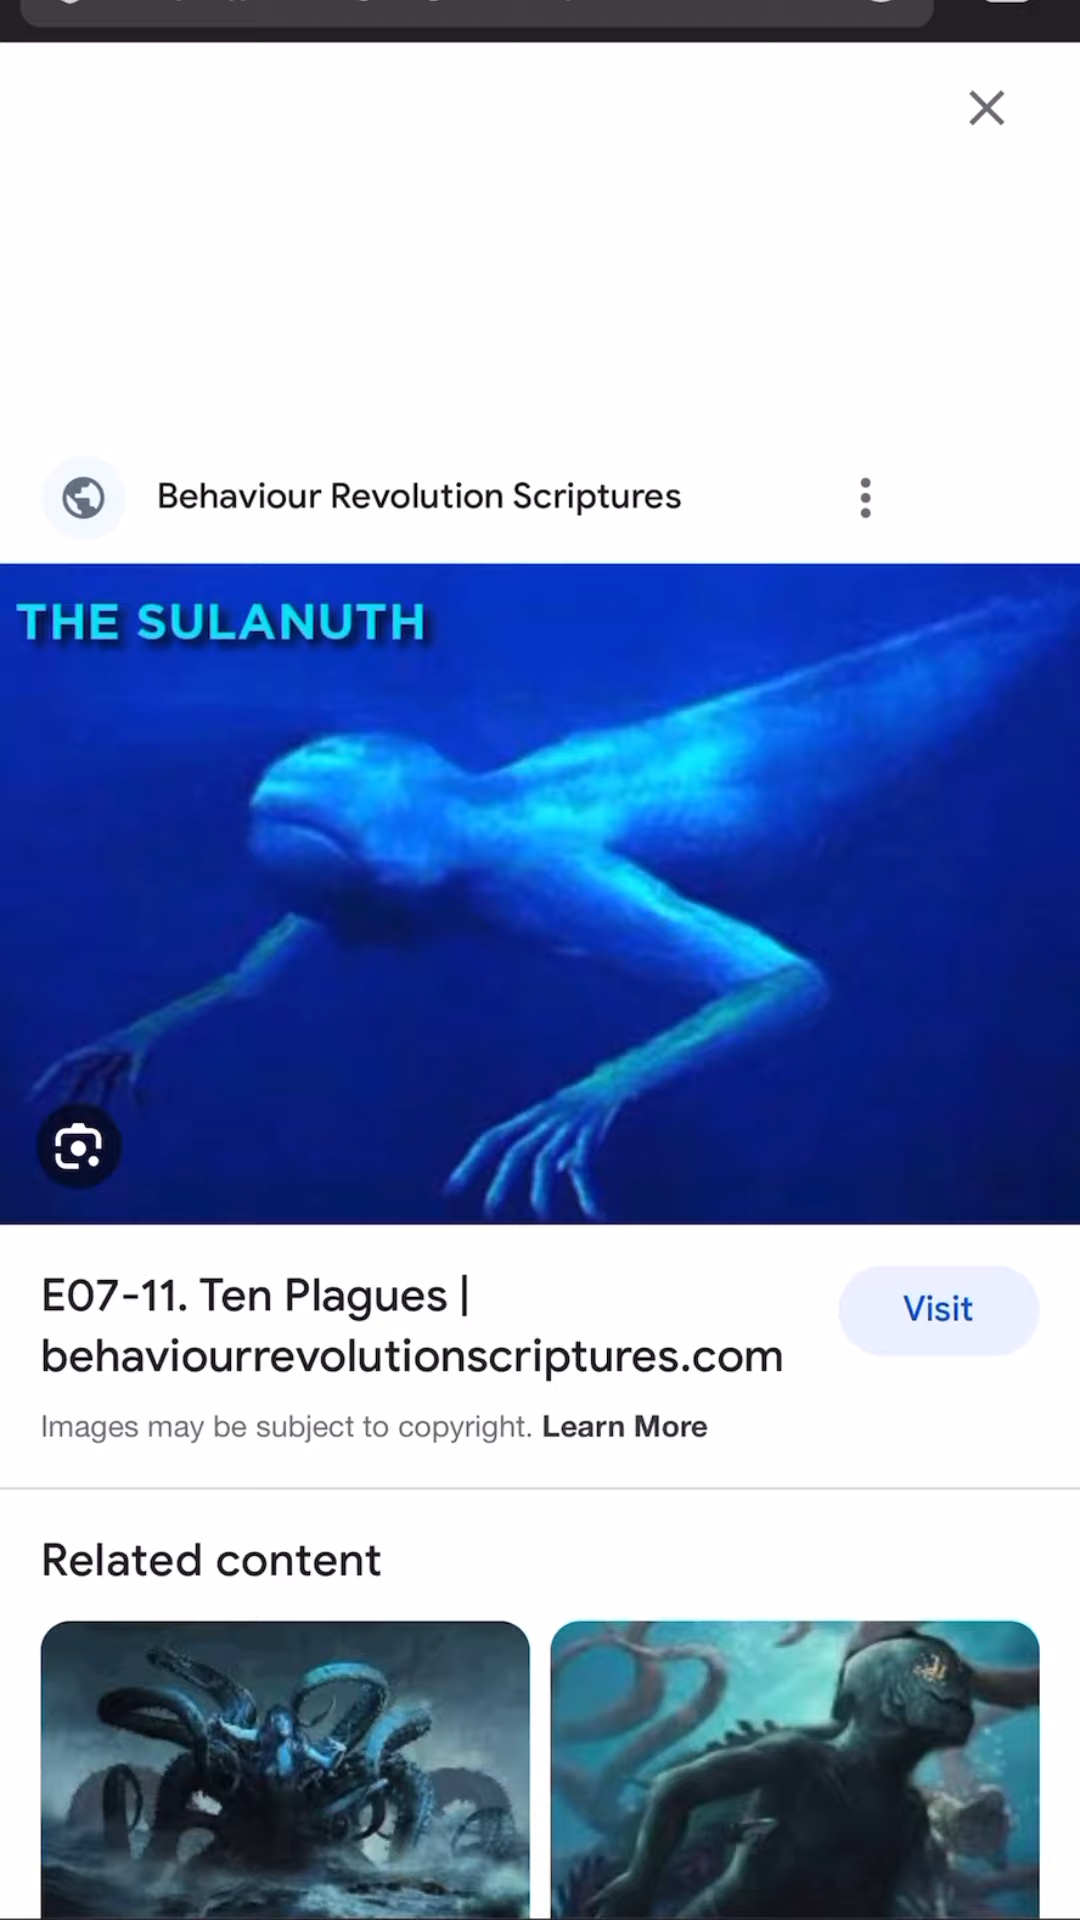 Behaviour Revolution Scriptures
THE SULANUTH
E07-11. Ten Plagues |
behaviourrevolutionscriptures.com
Visit
Images may be subject to copyright. Learn More
Related content